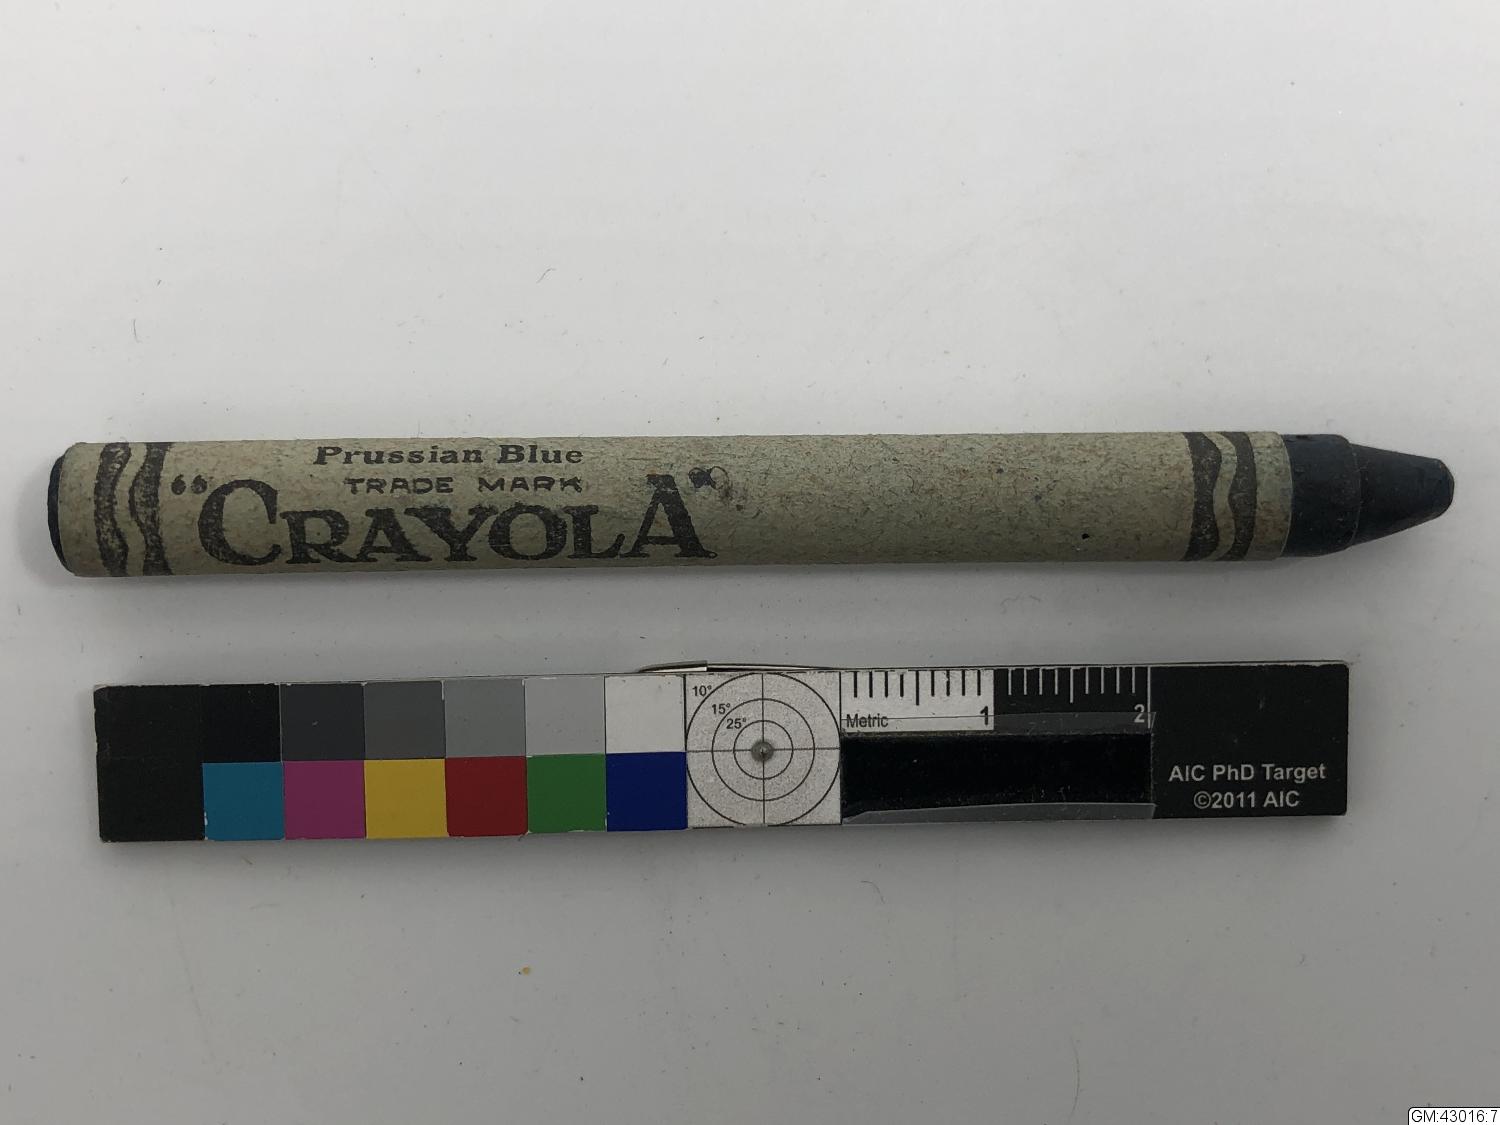 Prussian Blue
TRADE MARK
“CRAYOLA”
10°
15°
25°
Metric
1
2
AIC PhD Target
©2011 AIC
GM:43016:7